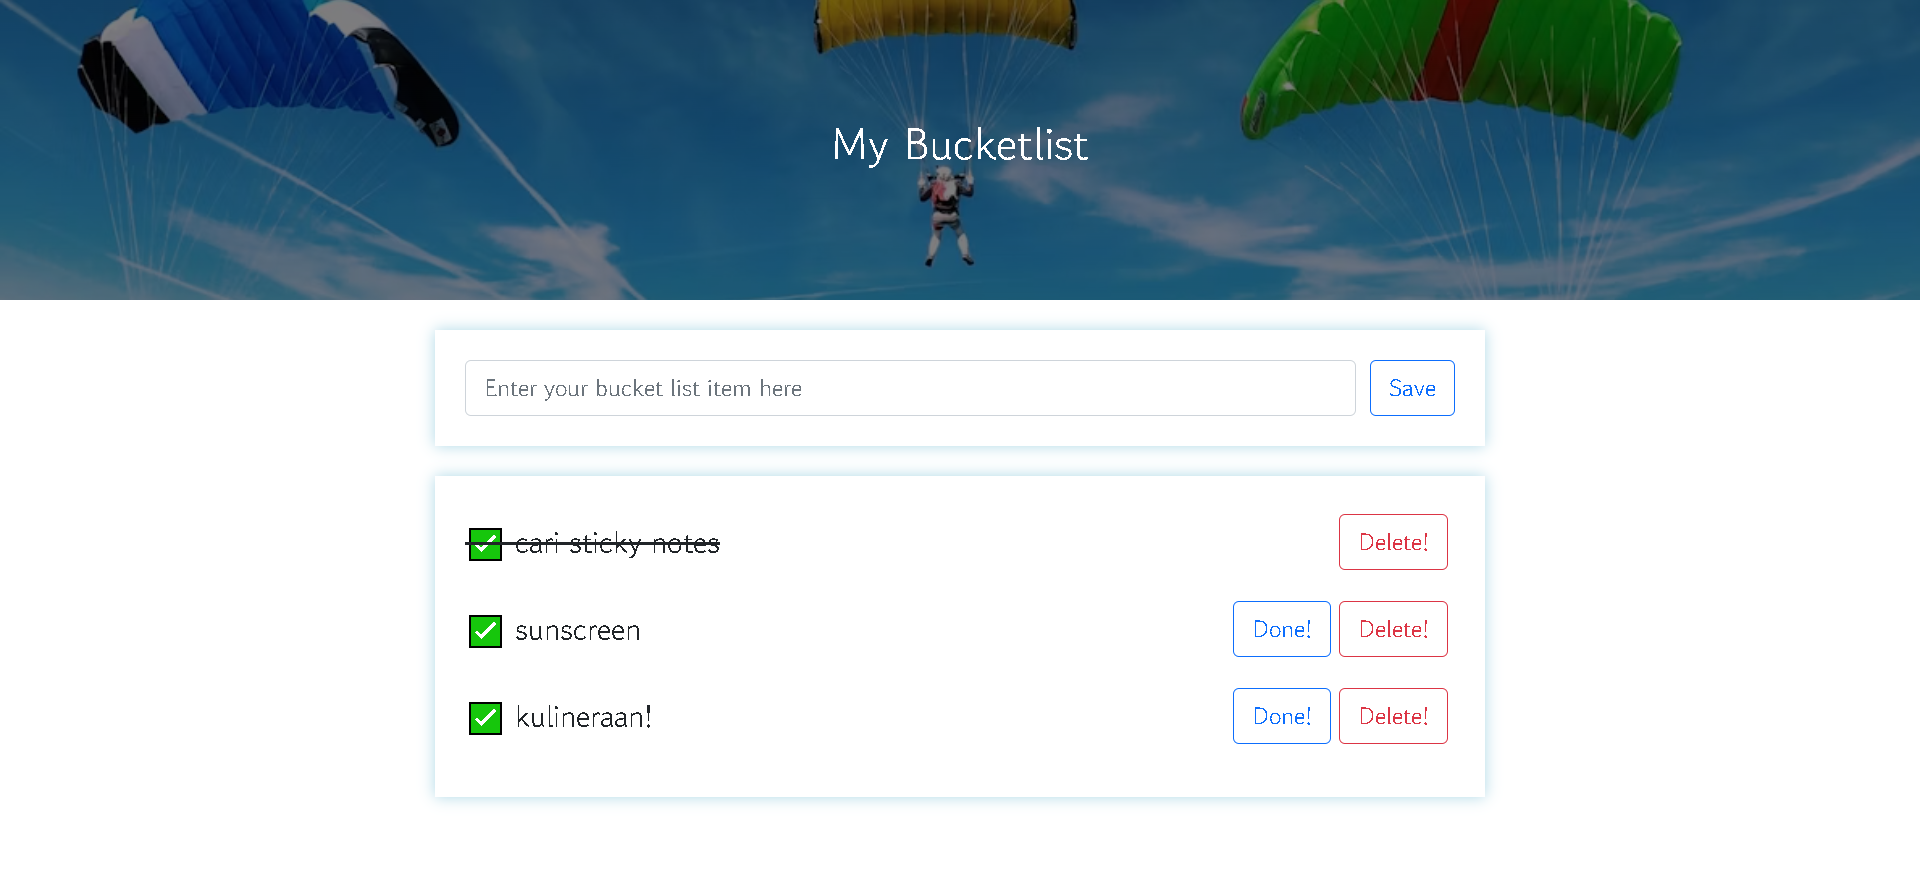 My Bucketlist
Enter your bucket list item here Save
cari sticky notes Delete!
sunscreen Done! Delete!
kulineraan! Done! Delete!